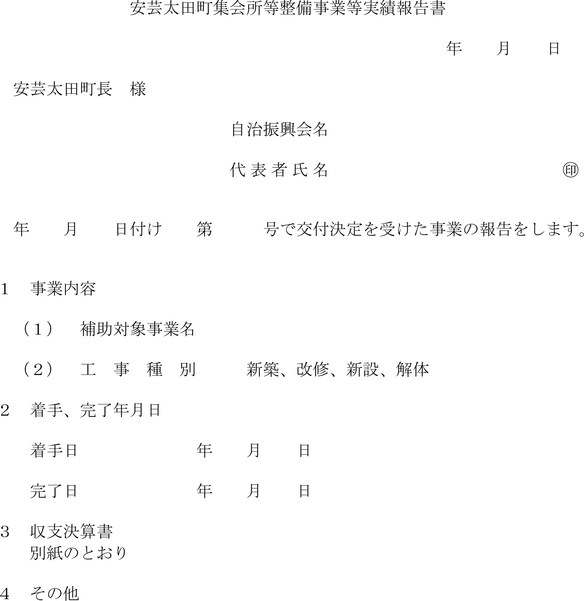 安芸太田町集会所等整備事業等実績報告書
年　　月　　日
安芸太田町長　様
自治振興会名
代 表 者 氏 名　　　　　　　　　　　　　　㊞
年　　月　　日付け　　第　　　号で交付決定を受けた事業の報告をします。
1　事業内容
（１）　補助対象事業名
（２）　工　事　種　別　　　新築、改修、新設、解体
2　着手、完了年月日
着手日　　　　　　　年　　月　　日
完了日　　　　　　　年　　月　　日
3　収支決算書
別紙のとおり
4　その他